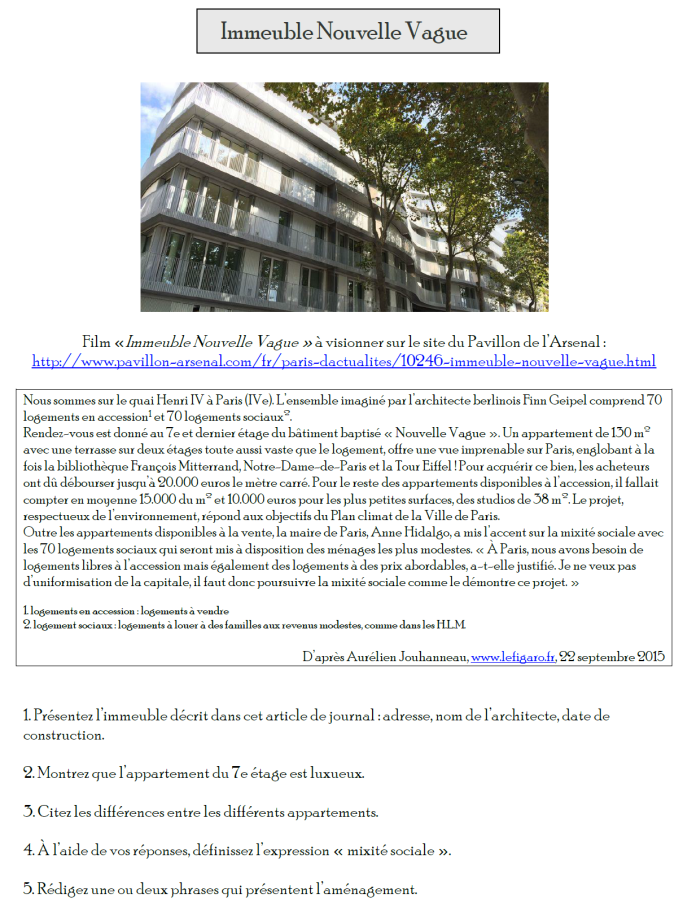 Immeuble Nouvelle Vague
Film « Immeuble Nouvelle Vague » à visionner sur le site du Pavillon de l'Arsenal :
http://www.pavillon-arsenal.com/fr/paris-dactualites/10246-immeuble-nouvelle-vague.html
Nous sommes sur le quai Henri IV à Paris (IVe). L'ensemble imaginé par l'architecte berlinois Finn Geipel comprend 70
logements en accession¹ et 70 logements sociaux².
Rendez-vous est donné au 7e et dernier étage du bâtiment baptisé « Nouvelle Vague ». Un appartement de 130 m²
avec une terrasse sur deux étages toute aussi vaste que le logement, offre une vue imprenable sur Paris, englobant à la
fois la bibliothèque François Mitterrand, Notre-Dame-de-Paris et la Tour Eiffel ! Pour acquérir ce bien, les acheteurs
ont dû débourser jusqu'à 20.000 euros le mètre carré. Pour le reste des appartements disponibles à l'accession, il fallait
compter en moyenne 15.000 du m² et 10.000 euros pour les plus petites surfaces, des studios de 38 m². Le projet,
respectueux de l'environnement, répond aux objectifs du Plan climat de la Ville de Paris.
Outre les appartements disponibles à la vente, la maire de Paris, Anne Hidalgo, a mis l'accent sur la mixité sociale avec
les 70 logements sociaux qui seront mis à disposition des ménages les plus modestes. « À Paris, nous avons besoin de
logements libres à l'accession mais également des logements à des prix abordables, a-t-elle justifié. Je ne veux pas
d'uniformisation de la capitale, il faut donc poursuivre la mixité sociale comme le démontre ce projet. »
1. logements en accession : logements à vendre
2. logement sociaux : logements à louer à des familles aux revenus modestes, comme dans les H.L.M.
D'après Aurélien Jouhanneau, www.lefigaro.fr, 22 septembre 2015
1. Présentez l'immeuble décrit dans cet article de journal : adresse, nom de l'architecte, date de
construction.
2. Montrez que l'appartement du 7e étage est luxueux.
3. Citez les différences entre les différents appartements.
4. À l'aide de vos réponses, définissez l'expression « mixité sociale ».
5. Rédigez une ou deux phrases qui présentent l'aménagement.